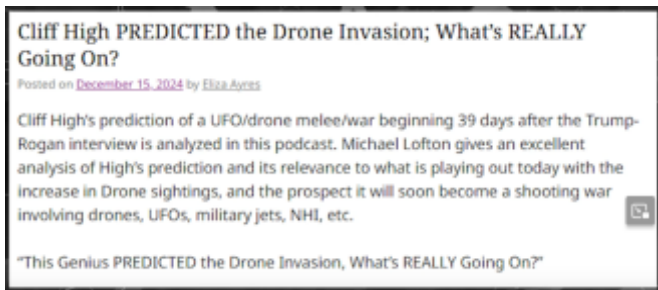 Cliff High PREDICTED the Drone Invasion; What's REALLY
Going On?
Posted on December 15, 2024 by Eliza Ayres
Cliff High's prediction of a UFO/drone melee/war beginning 39 days after the Trump-
Rogan interview is analyzed in this podcast. Michael Lofton gives an excellent
analysis of High's prediction and its relevance to what is playing out today with the
increase in Drone sightings, and the prospect it will soon become a shooting war
involving drones, UFOs, military jets, NHI, etc.
“This Genius PREDICTED the Drone Invasion, What's REALLY Going On?”